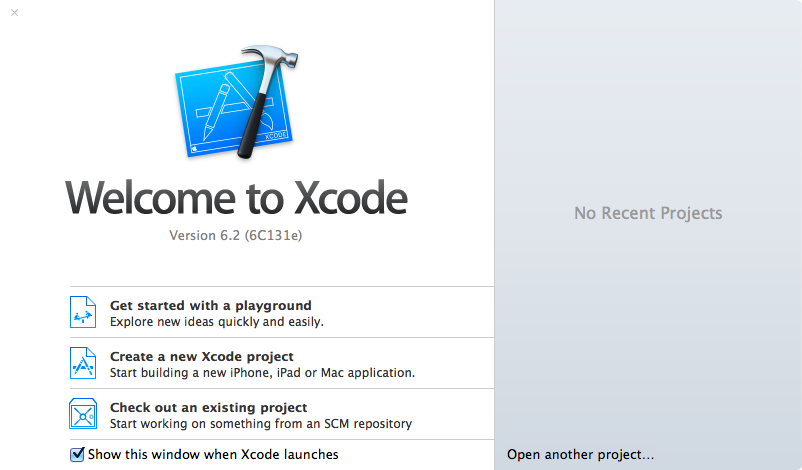 XCODE
Welcome to Xcode
Version 6.2 (6C131e)
Get started with a playground
Explore new ideas quickly and easily.
Create a new Xcode project
Start building a new iPhone, iPad or Mac application.
Check out an existing project
Start working on something from an SCM repository
Show this window when Xcode launches
No Recent Projects
Open another project...